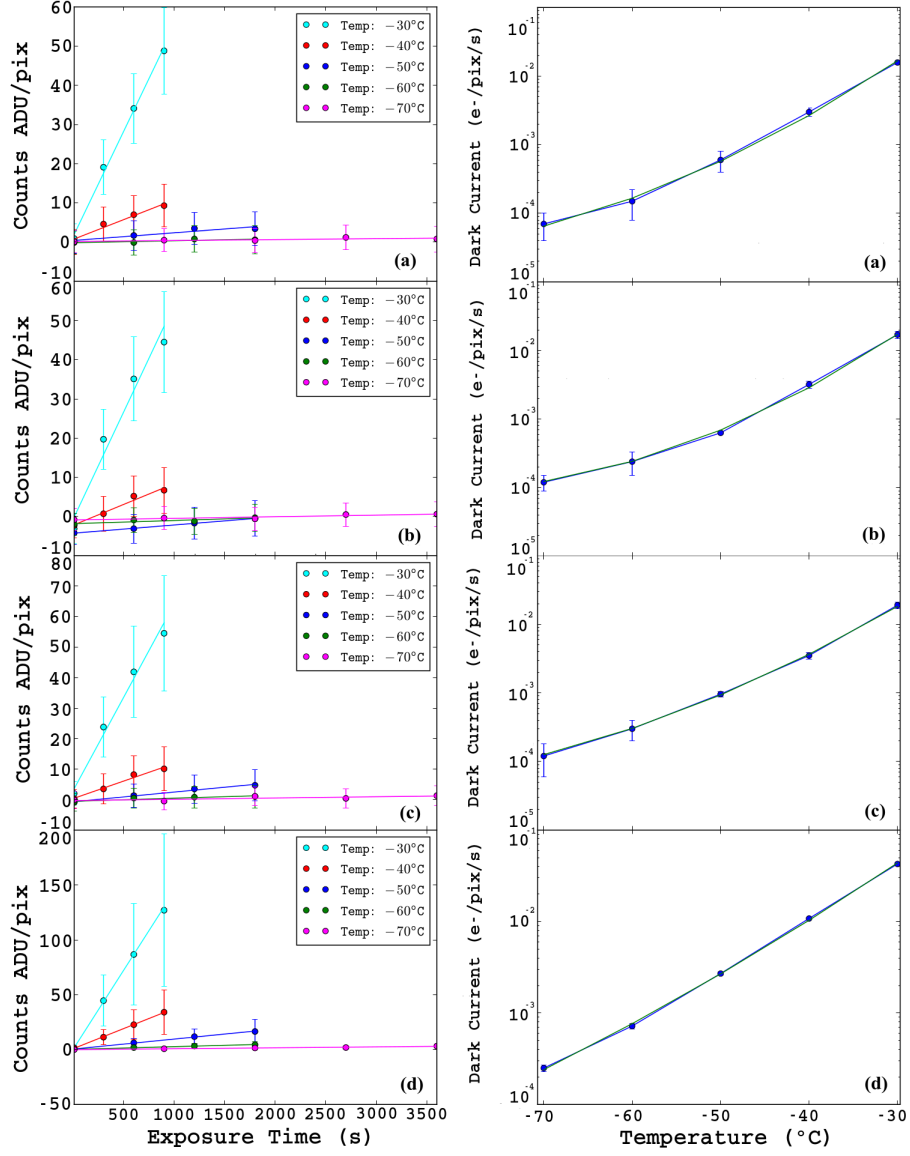 60
50
40
30
20
10
0
-10
Counts ADU/pix
Temp: −30°C
Temp: −40°C
Temp: −50°C
Temp: −60°C
Temp: −70°C
(a)
10⁻¹
10⁻²
10⁻³
10⁻⁴
10⁻⁵
Dark Current (e-/pix/s)
(a)
60
50
40
30
20
10
0
-10
Counts ADU/pix
Temp: −30°C
Temp: −40°C
Temp: −50°C
Temp: −60°C
Temp: −70°C
(b)
10⁻¹
10⁻²
10⁻³
10⁻⁴
10⁻⁵
Dark Current (e-/pix/s)
(b)
80
70
60
50
40
30
20
10
0
-10
Counts ADU/pix
Temp: −30°C
Temp: −40°C
Temp: −50°C
Temp: −60°C
Temp: −70°C
(c)
10⁻¹
10⁻²
10⁻³
10⁻⁴
10⁻⁵
Dark Current (e-/pix/s)
(c)
200
150
100
50
0
-50
Counts ADU/pix
Temp: −30°C
Temp: −40°C
Temp: −50°C
Temp: −60°C
Temp: −70°C
(d)
500 1000 1500 2000 2500 3000 3500
Exposure Time (s)
10⁻¹
10⁻²
10⁻³
10⁻⁴
Dark Current (e-/pix/s)
(d)
-70 -60 -50 -40 -30
Temperature (°C)